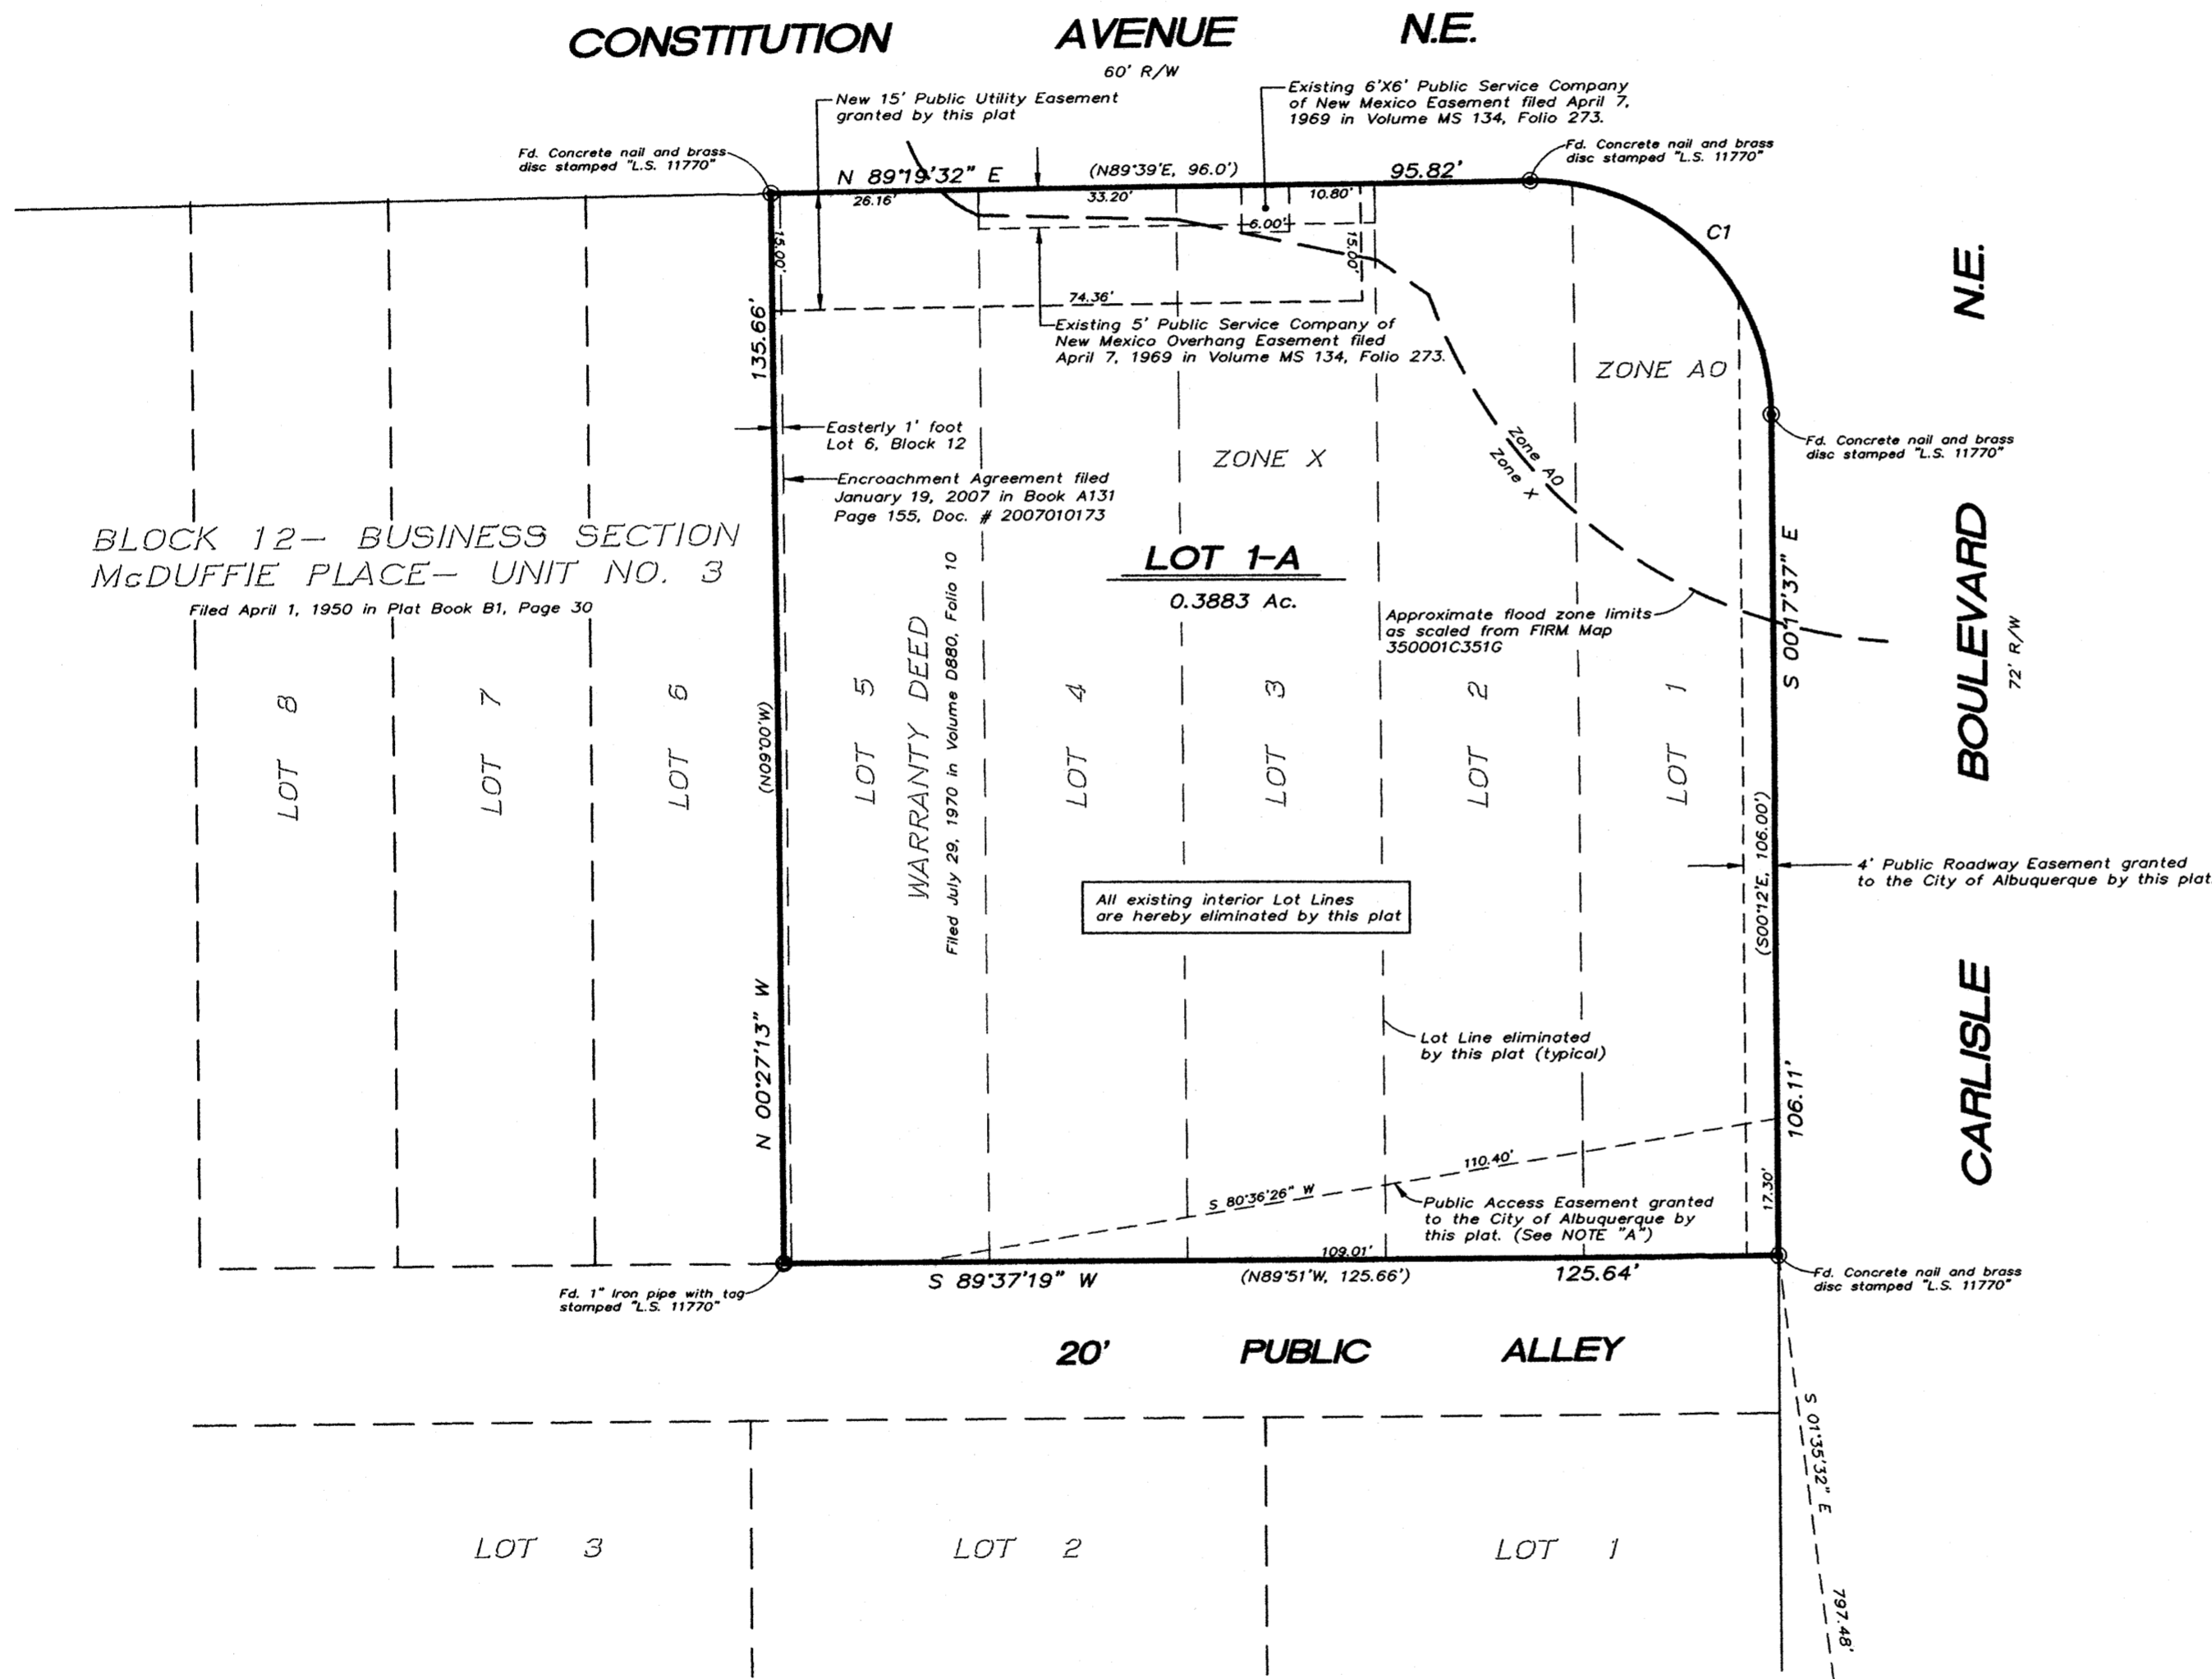 CONSTITUTION AVENUE N.E.
60' R/W
New 15' Public Utility Easement
granted by this plat
Existing 6'X6' Public Service Company
of New Mexico Easement filed April 7,
1969 in Volume MS 134, Folio 273.
Fd. Concrete nail and brass
disc stamped "L.S. 11770"
Fd. Concrete nail and brass
disc stamped "L.S. 11770"
N 89°19'32" E
(N89°39'E, 96.0')
95.82'
26.16'
33.20'
10.80'
6.00'
15.00'
15.00'
C1
74.36'
Existing 5' Public Service Company of
New Mexico Overhang Easement filed
April 7, 1969 in Volume MS 134, Folio 273.
135.66'
ZONE AO
Easterly 1' foot
Lot 6, Block 12
ZONE X
Zone AO
Zone X
Fd. Concrete nail and brass
disc stamped "L.S. 11770"
Encroachment Agreement filed
January 19, 2007 in Book A131
Page 155, Doc. # 2007010173
BLOCK 12- BUSINESS SECTION
McDUFFIE PLACE- UNIT NO. 3
Filed April 1, 1950 in Plat Book B1, Page 30
LOT 1-A
0.3883 Ac.
Approximate flood zone limits
as scaled from FIRM Map
350001C351G
S 00°17'37" E
CARLISLE BOULEVARD N.E.
72' R/W
LOT 8
LOT 7
LOT 6
(N09.00'W)
LOT 5
WARRANTY DEED
Filed July 29, 1970 in Volume D880, Folio 10
LOT 4
LOT 3
LOT 2
LOT 1
(S00°12'E, 106.00')
4' Public Roadway Easement granted
to the City of Albuquerque by this plat
All existing interior Lot Lines
are hereby eliminated by this plat
N 00°27'13" W
Lot Line eliminated
by this plat (typical)
106.11'
110.40'
S 80°36'26" W
17.30'
Public Access Easement granted
to the City of Albuquerque by
this plat. (See NOTE "A")
109.01'
S 89°37'19" W
(N89°51'W, 125.66')
125.64'
Fd. 1" Iron pipe with tag
stamped "L.S. 11770"
Fd. Concrete nail and brass
disc stamped "L.S. 11770"
20' PUBLIC ALLEY
S 01°35'32" E
797.48'
LOT 3
LOT 2
LOT 1